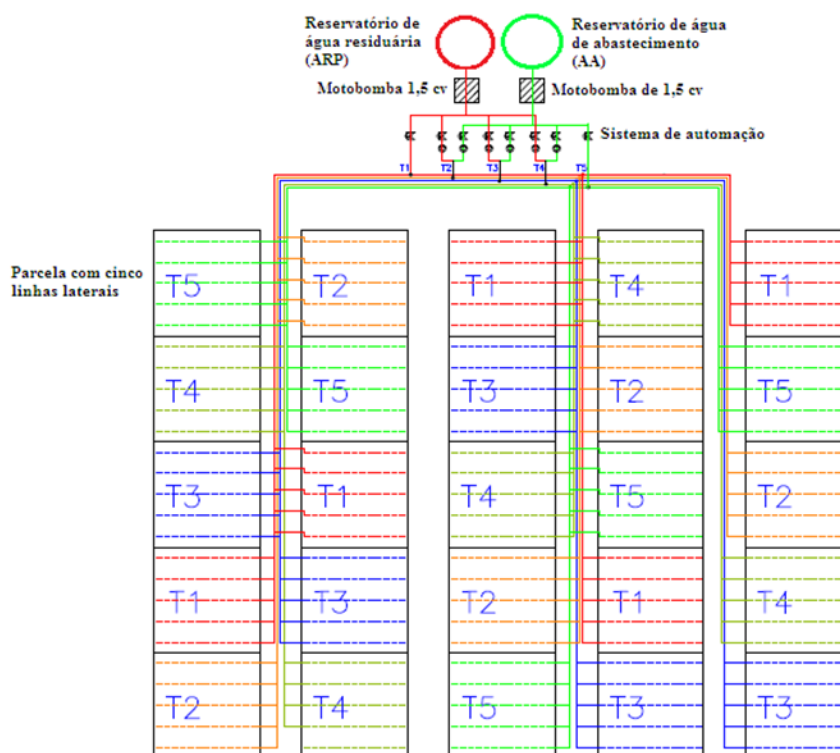 Reservatório de
água residuária
(ARP)
Reservatório de água
de abastecimento
(AA)
Motobomba 1,5 cv
Motobomba de 1,5 cv
Sistema de automação
T1 T2 T3 T4 T5
Parcela com cinco
linhas laterais
T5 T2 T1 T4 T1
T4 T5 T3 T2 T5
T3 T1 T4 T5 T2
T1 T3 T2 T1 T4
T2 T4 T5 T3 T3